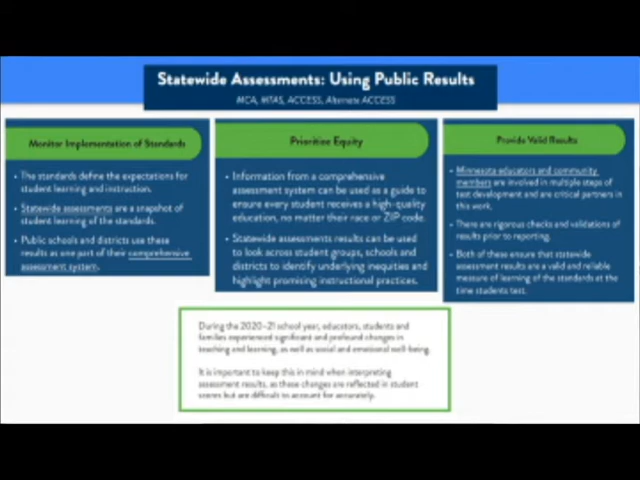 Statewide Assessments: Using Public Results
MCA, MTAS, ACCESS, Alternate ACCESS
Monitor Implementation of Standards
• The standards define the expectations for
student learning and instruction.
• Statewide assessments are a snapshot of
student learning of the standards.
• Public schools and districts use these
results as one part of their comprehensive
assessment system.
Prioritize Equity
• Information from a comprehensive
assessment system can be used as a guide to
ensure every student receives a high-quality
education, no matter their race or ZIP code.
• Statewide assessments results can be used
to look across student groups, schools and
districts to identify underlying inequities and
highlight promising instructional practices.
Provide Valid Results
• Minnesota educators and community
members are involved in multiple steps of
test development and are critical partners in
this work.
• There are rigorous checks and validations of
results prior to reporting.
• Both of these ensure that statewide
assessment results are a valid and reliable
measure of learning of the standards at the
time students test.
During the 2020–21 school year, educators, students and
families experienced significant and profound changes in
teaching and learning, as well as social and emotional well-being.
It is important to keep this in mind when interpreting
assessment results, as these changes are reflected in student
scores but are difficult to account for accurately.